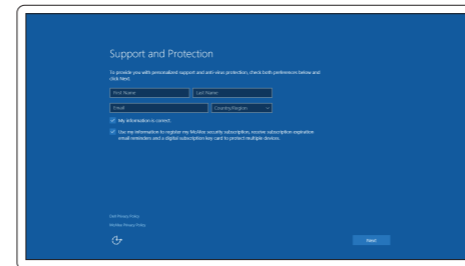 Support and Protection
To provide you with personalized support and anti-virus protection, check both preferences below and
click Next.
First Name
Last Name
Email
Country/Region
My information is correct.
Use my information to register my McAfee security subscription, receive subscription expiration
email reminders and a digital subscription key card to protect multiple devices.
Dell Privacy Policy
McAfee Privacy Policy
Next